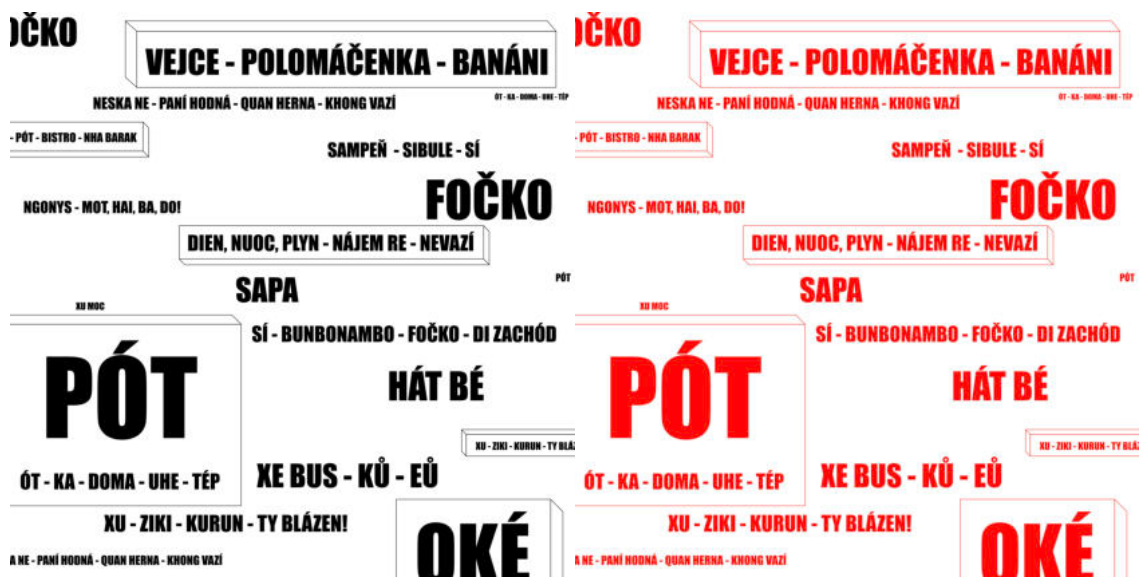 OČKO
VEJCE - POLOMÁČENKA - BANÁNI
NESKA NE - PANÍ HODNÁ - QUAN HERNA - KHONG VAZÍ
ÓT - KA - DOMA - UHE - TÉP
- PÓT - BISTRO - NHA BARAK
SAMPEŇ - SIBULE - SÍ
FOČKO
NGONYS - MOT, HAI, BA, DO!
DIEN, NUOC, PLYN - NÁJEM RE - NEVAZÍ
SAPA
PÓT
XU MOC
SÍ - BUNBONAMBO - FOČKO - DI ZACHÓD
PÓT
HÁT BÉ
XU - ZIKI - KURUN - TY BLÁZE
XE BUS - KŮ - EŮ
ÓT - KA - DOMA - UHE - TÉP
XU - ZIKI - KURUN - TY BLÁZEN!
OKÉ
A NE - PANÍ HODNÁ - QUAN HERNA - KHONG VAZÍ
OČKO
VEJCE - POLOMÁČENKA - BANÁNI
NESKA NE - PANÍ HODNÁ - QUAN HERNA - KHONG VAZÍ
ÓT - KA - DOMA - UHE - TÉP
- PÓT - BISTRO - NHA BARAK
SAMPEŇ - SIBULE - SÍ
FOČKO
NGONYS - MOT, HAI, BA, DO!
DIEN, NUOC, PLYN - NÁJEM RE - NEVAZÍ
SAPA
PÓT
XU MOC
SÍ - BUNBONAMBO - FOČKO - DI ZACHÓD
PÓT
HÁT BÉ
XU - ZIKI - KURUN - TY BLÁZ
XE BUS - KŮ - EŮ
ÓT - KA - DOMA - UHE - TÉP
XU - ZIKI - KURUN - TY BLÁZEN!
OKÉ
A NE - PANÍ HODNÁ - QUAN HERNA - KHONG VAZÍ